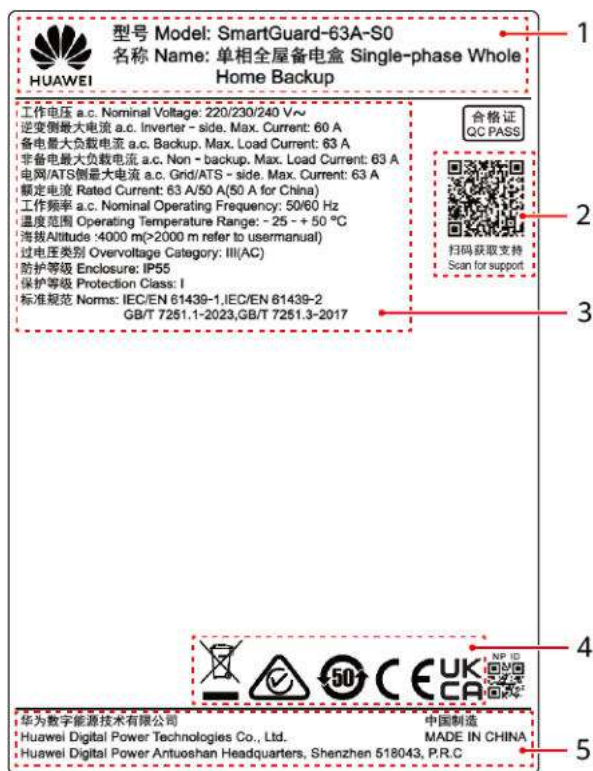 HUAWEI
型号 Model: SmartGuard-63A-S0
名称 Name: 单相全屋备电盒 Single-phase Whole
Home Backup
1
工作电压 a.c. Nominal Voltage: 220/230/240 V~
逆变侧最大电流 a.c. Inverter - side. Max. Current: 60 A
备电最大负载电流 a.c. Backup. Max. Load Current: 63 A
非备电最大负载电流 a.c. Non - backup. Max. Load Current: 63 A
电网/ATS侧最大电流 a.c. Grid/ATS - side. Max. Current: 63 A
额定电流 Rated Current: 63 A/50 A(50 A for China)
工作频率 a.c. Nominal Operating Frequency: 50/60 Hz
温度范围 Operating Temperature Range: - 25 - + 50 °C
海拔Altitude :4000 m(>2000 m refer to usermanual)
过电压类别 Overvoltage Category: III(AC)
防护等级 Enclosure: IP55
保护等级 Protection Class: I
标准规范 Norms: IEC/EN 61439-1,IEC/EN 61439-2
GB/T 7251.1-2023,GB/T 7251.3-2017
合格证
QC PASS
2
扫码获取支持
Scan for support
3
4
50
CE
UK
CA
NP ID
华为数字能源技术有限公司
中国制造
Huawei Digital Power Technologies Co., Ltd.
MADE IN CHINA
Huawei Digital Power Antuoshan Headquarters, Shenzhen 518043, P.R.C
5